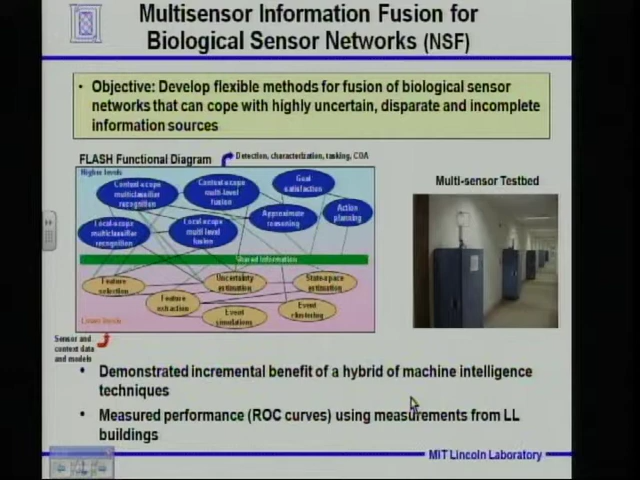 Multisensor Information Fusion for
Biological Sensor Networks (NSF)
• Objective: Develop flexible methods for fusion of biological sensor
networks that can cope with highly uncertain, disparate and incomplete
information sources
FLASH Functional Diagram
Detection, characterization, tasking, COA
Higher levels
Context-scope
multiclassifier
recognition
Context-scope
multi-level
fusion
Goal
satisfaction
Local-scope
multiclassifier
recognition
Local-scope
multi level
fusion
Approximate
reasoning
Action
planning
Shared Information
Feature
selection
Uncertainty
estimation
State-space
estimation
Feature
extraction
Event
simulations
Event
clustering
Lower levels
Sensor and
context data
and models
Multi-sensor Testbed
• Demonstrated incremental benefit of a hybrid of machine intelligence
techniques
• Measured performance (ROC curves) using measurements from LL
buildings
MIT Lincoln Laboratory